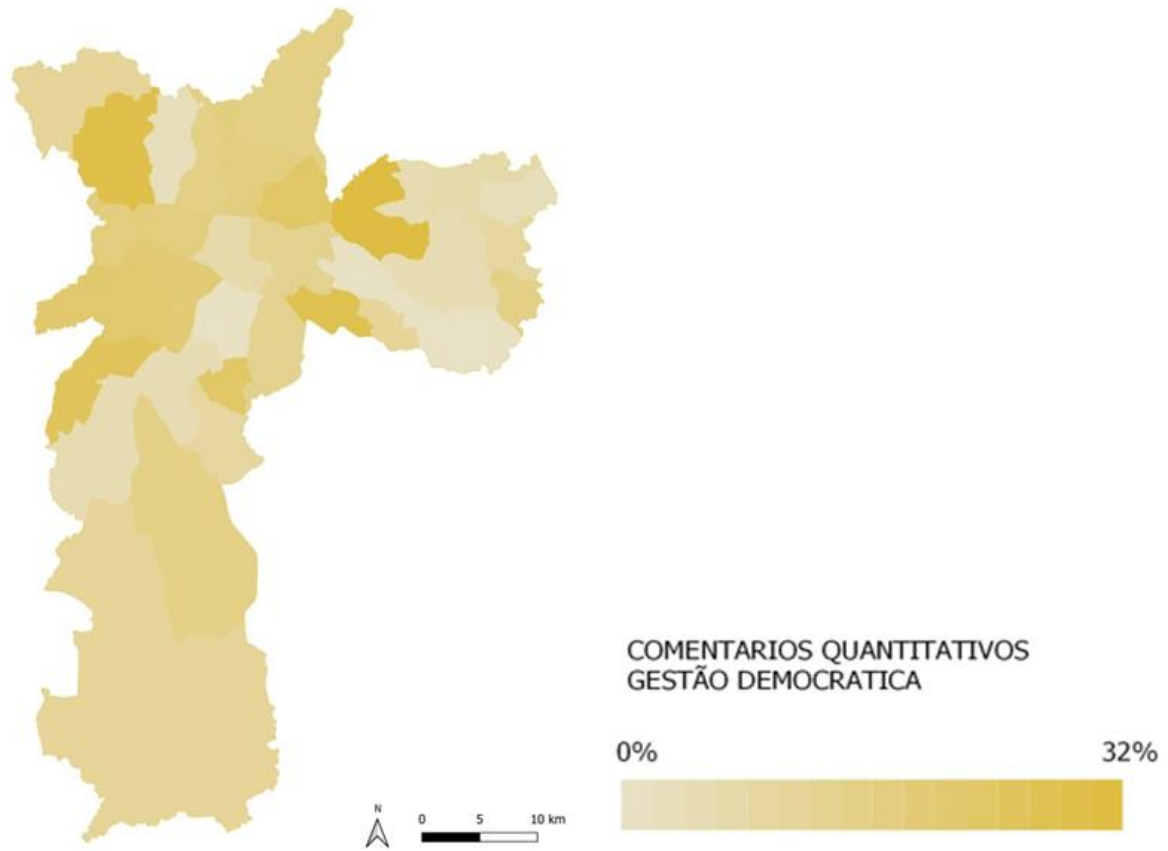 COMENTARIOS QUANTITATIVOS
GESTÃO DEMOCRATICA
0% 32%
N
0 5 10 km